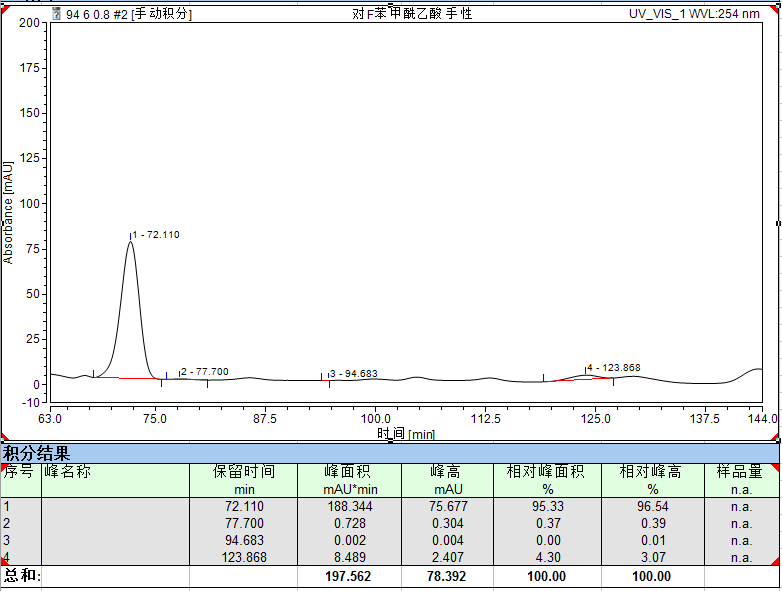 94 6 0.8 #2 [手动积分] 对F苯甲酰乙酸 手性 UV_VIS_1 WVL:254 nm
200
175
150
125
100
75
50
25
0
-10
Absorbance [mAU]
1 - 72.110
2 - 77.700
3 - 94.683
4 - 123.868
63.0 75.0 87.5 100.0 112.5 125.0 137.5 144.0
时间 [min]
积分结果
序号 峰名称 保留时间 峰面积 峰高 相对峰面积 相对峰高 样品量
min mAU*min mAU % % n.a.
1 72.110 188.344 75.677 95.33 96.54 n.a.
2 77.700 0.728 0.304 0.37 0.39 n.a.
3 94.683 0.002 0.004 0.00 0.01 n.a.
4 123.868 8.489 2.407 4.30 3.07 n.a.
总和: 197.562 78.392 100.00 100.00